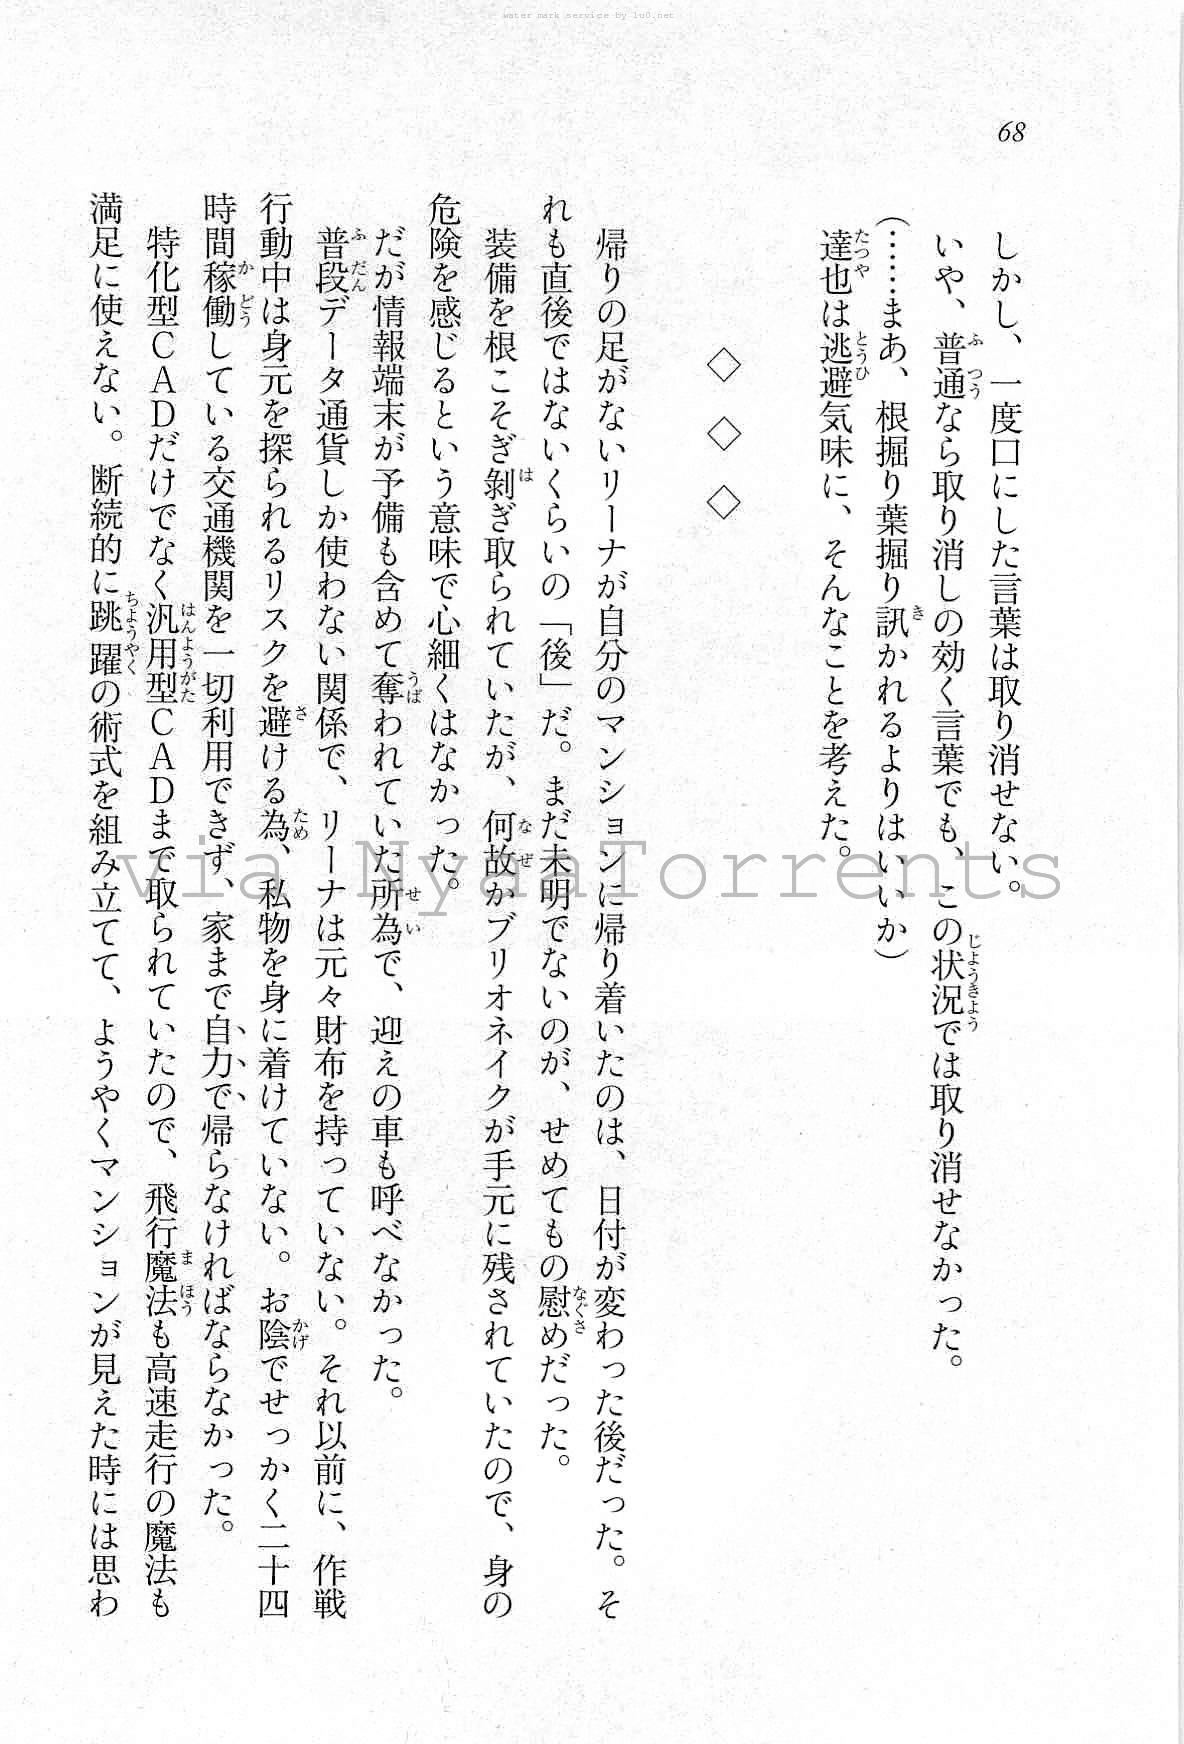 water mark service by lu0.net
68
しかし、一度口にした言葉は取り消せない。
いや、普通なら取り消しの効く言葉でも、この状況では取り消せなかった。
(……まあ、根掘り葉掘り訊かれるよりはいいか)
達也は逃避気味に、そんなことを考えた。
◇ ◇ ◇
帰りの足がないリーナが自分のマンションに帰り着いたのは、日付が変わった後だった。そ
れも直後ではないくらいの「後」だ。まだ未明でないのが、せめてもの慰めだった。
装備を根こそぎ剝ぎ取られていたが、何故かブリオネイクが手元に残されていたので、身の
危険を感じるという意味で心細くはなかった。
だが情報端末が予備も含めて奪われていた所為で、迎えの車も呼べなかった。
普段データ通貨しか使わない関係で、リーナは元々財布を持っていない。それ以前に、作戦
行動中は身元を探られるリスクを避ける為、私物を身に着けていない。お陰でせっかく二十四
時間稼働している交通機関を一切利用できず、家まで自力で帰らなければならなかった。
特化型CADだけでなく汎用型CADまで取られていたので、飛行魔法も高速走行の魔法も
満足に使えない。断続的に跳躍の術式を組み立てて、ようやくマンションが見えた時には思わ
via NyaaTorrents